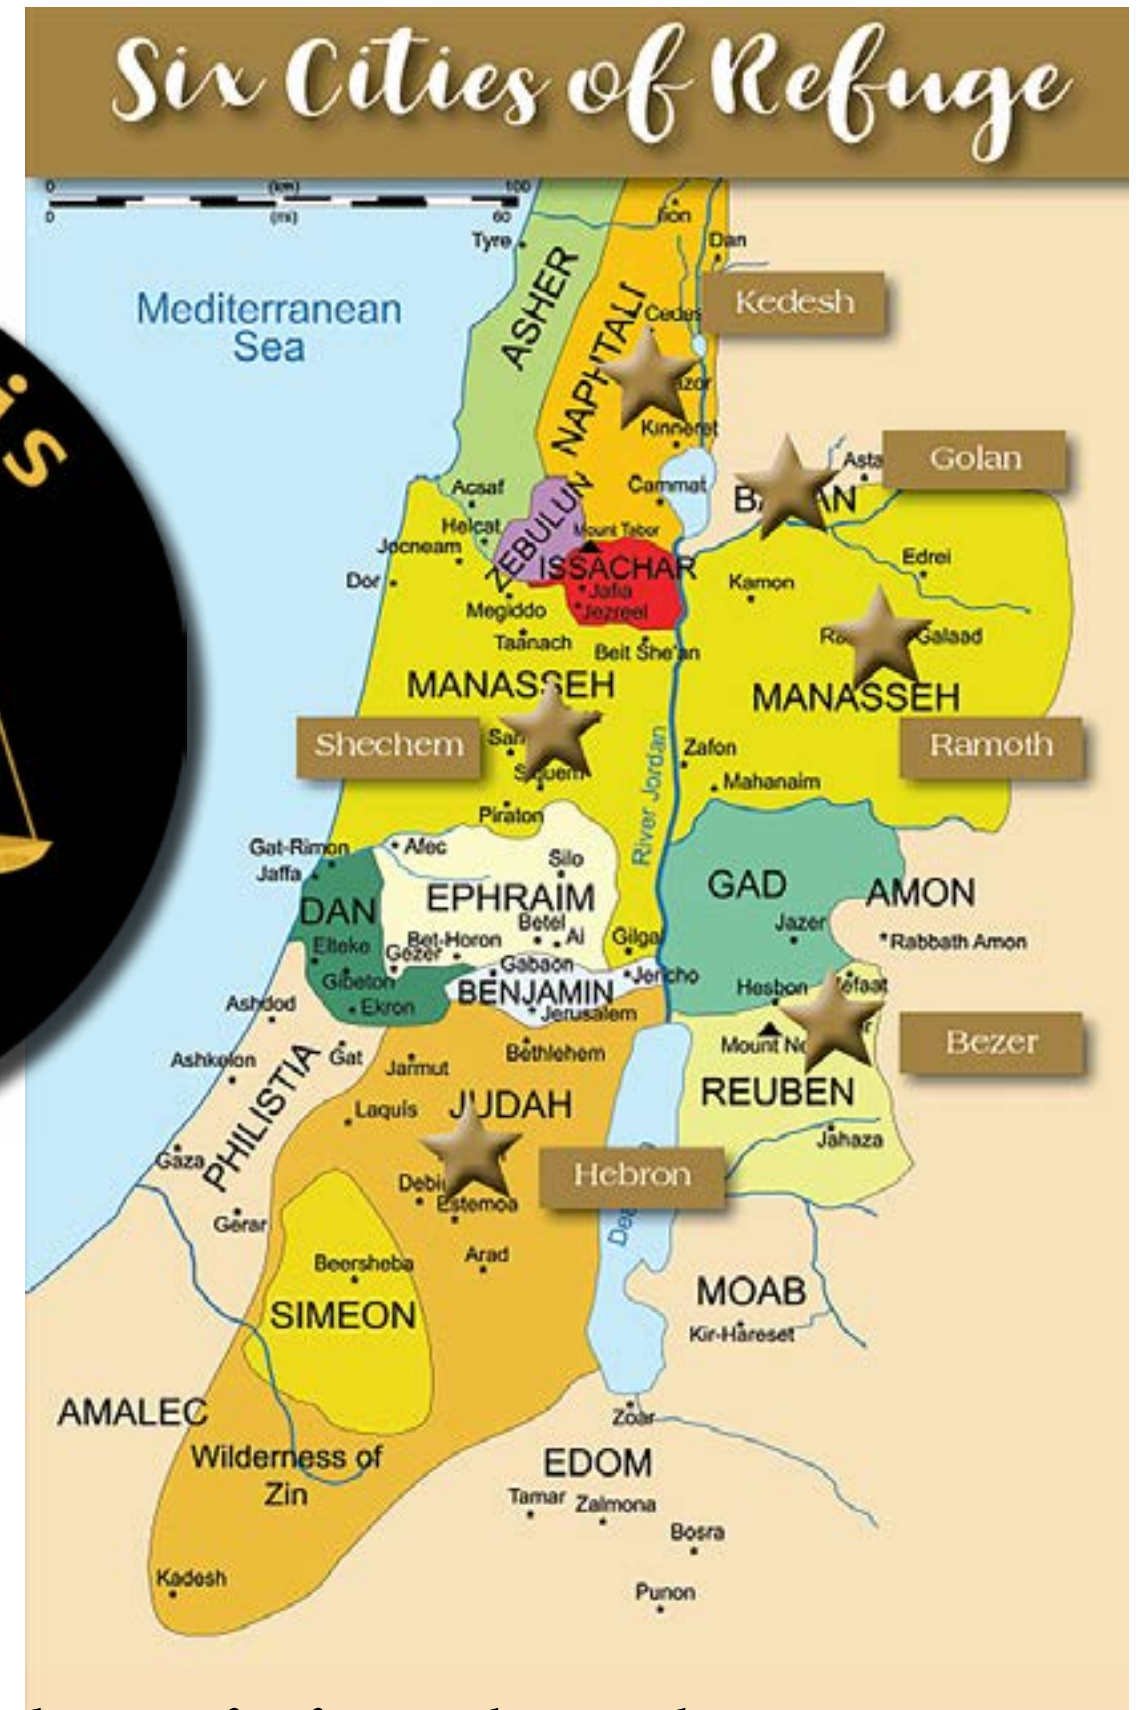 Six Cities of Refuge
0 (km) 100
0 (mi) 60
Ijon
Tyre
Dan
Mediterranean
Sea
ASHER
NAPHTALI
Kedesh
Kinneret
Golan
Acsaf
Cammat
Helcat
ZEBULUN
Mount Tabor
Jocneam
ISSACHAR
Edrei
Dor
Jafia
Kamon
Megiddo
Jezreel
Taanach
Beit She'an
Galaad
MANASSEH
MANASSEH
Shechem
River Jordan
Zafon
Ramoth
Mahanaim
Piraton
Gat-Rimon
Afec
Jaffa
Silo
DAN
EPHRAIM
GAD
AMON
Betel
Ai
Jazer
Elteke
Bet-Horon
Gilgal
Rabbath Amon
Gezer
Gabaon
Jericho
Gibeton
BENJAMIN
Hesbon
Ekron
Jerusalem
Ashdod
Bezer
Ashkelon
Gat
Jarmut
Bethlehem
Mount
PHILISTIA
Laquis
JUDAH
REUBEN
Jahaza
Gaza
Hebron
Estemoa
Gerar
Arad
Beersheba
SIMEON
MOAB
Kir-Hareset
AMALEC
Zoar
Wilderness of
Zin
EDOM
Tamar
Zalmona
Bosra
Kadesh
Punon